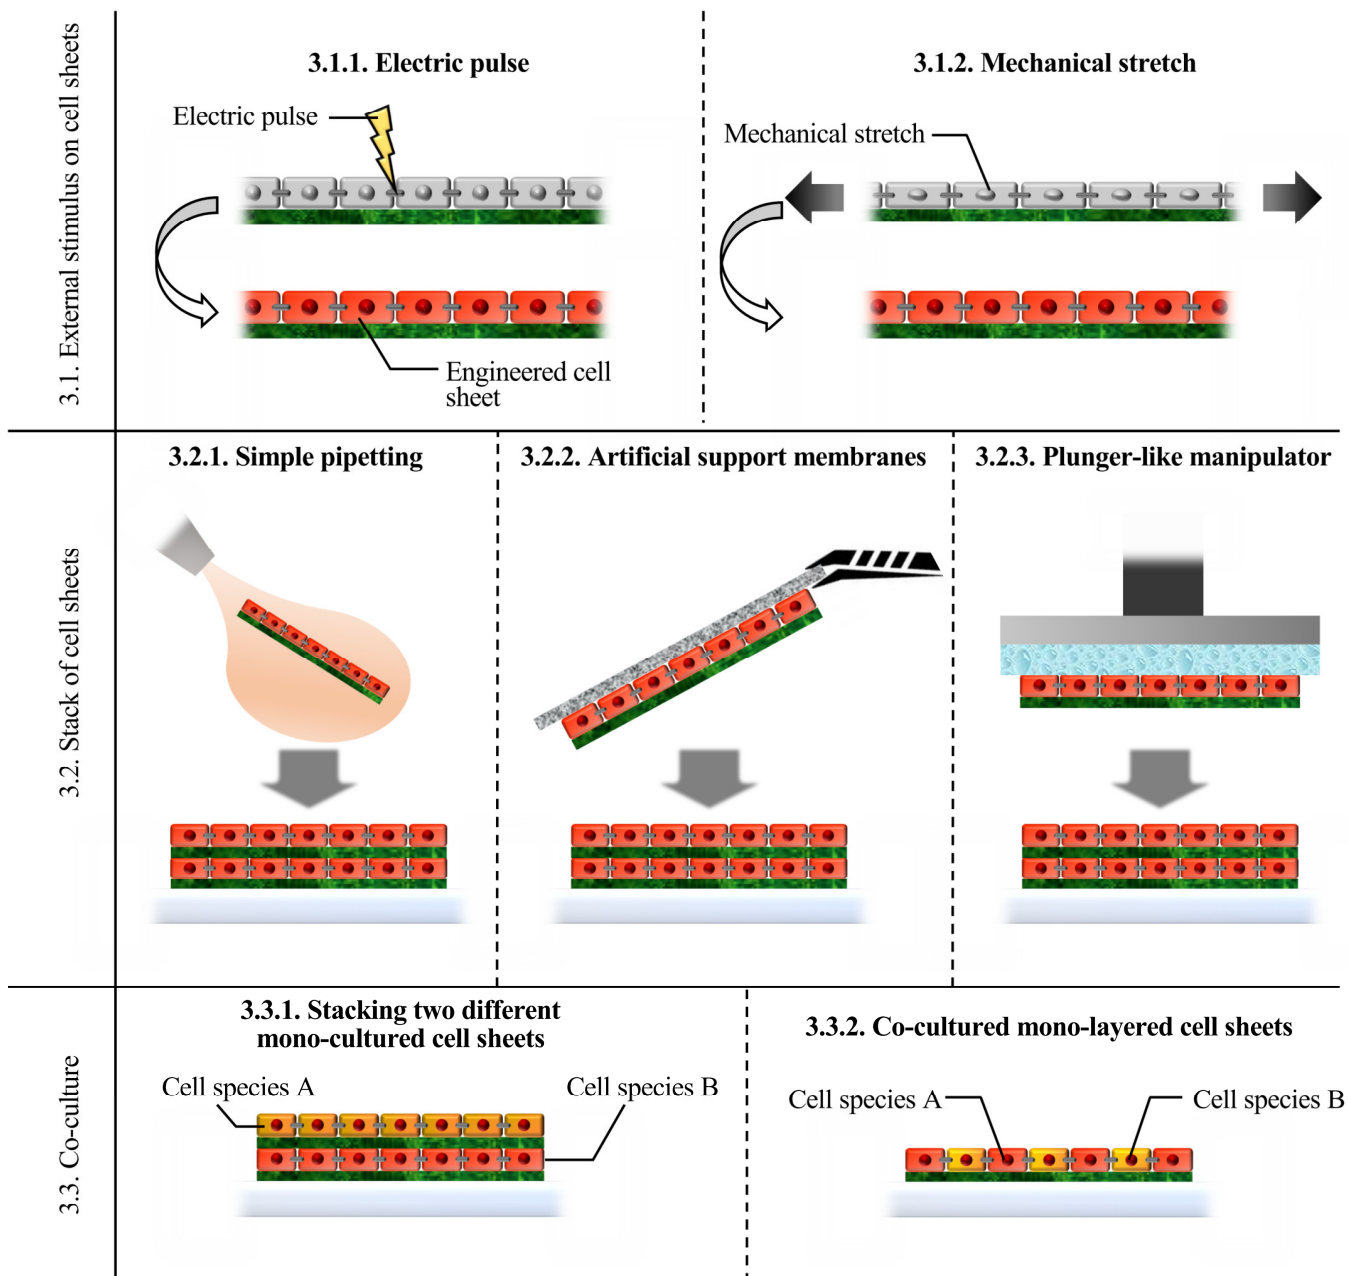 3.1. External stimulus on cell sheets
3.1.1. Electric pulse
Electric pulse
Engineered cell
sheet
3.1.2. Mechanical stretch
Mechanical stretch
3.2. Stack of cell sheets
3.2.1. Simple pipetting
3.2.2. Artificial support membranes
3.2.3. Plunger-like manipulator
3.3. Co-culture
3.3.1. Stacking two different
mono-cultured cell sheets
Cell species A
Cell species B
3.3.2. Co-cultured mono-layered cell sheets
Cell species A
Cell species B